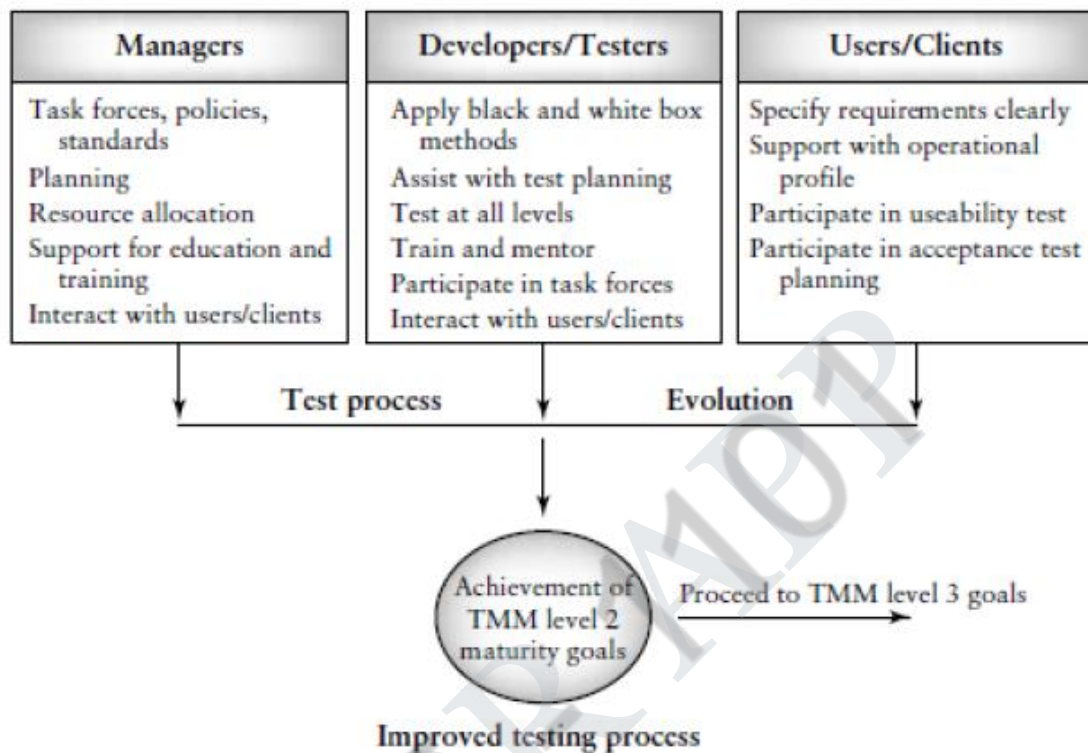 Managers
Task forces, policies,
standards
Planning
Resource allocation
Support for education and
training
Interact with users/clients
Developers/Testers
Apply black and white box
methods
Assist with test planning
Test at all levels
Train and mentor
Participate in task forces
Interact with users/clients
Users/Clients
Specify requirements clearly
Support with operational
profile
Participate in useability test
Participate in acceptance test
planning
Test process
Evolution
Achievement of
TMM level 2
maturity goals
Proceed to TMM level 3 goals
Improved testing process